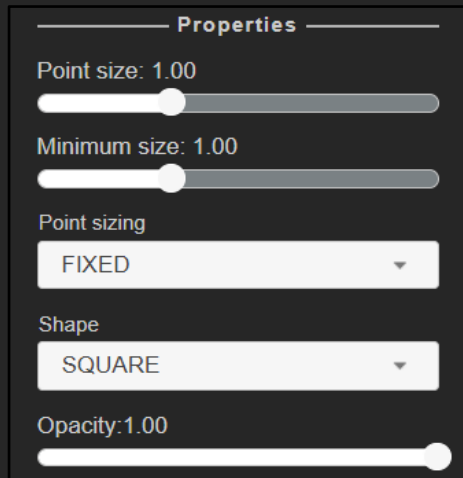 Properties
Point size: 1.00
Minimum size: 1.00
Point sizing
FIXED
Shape
SQUARE
Opacity:1.00